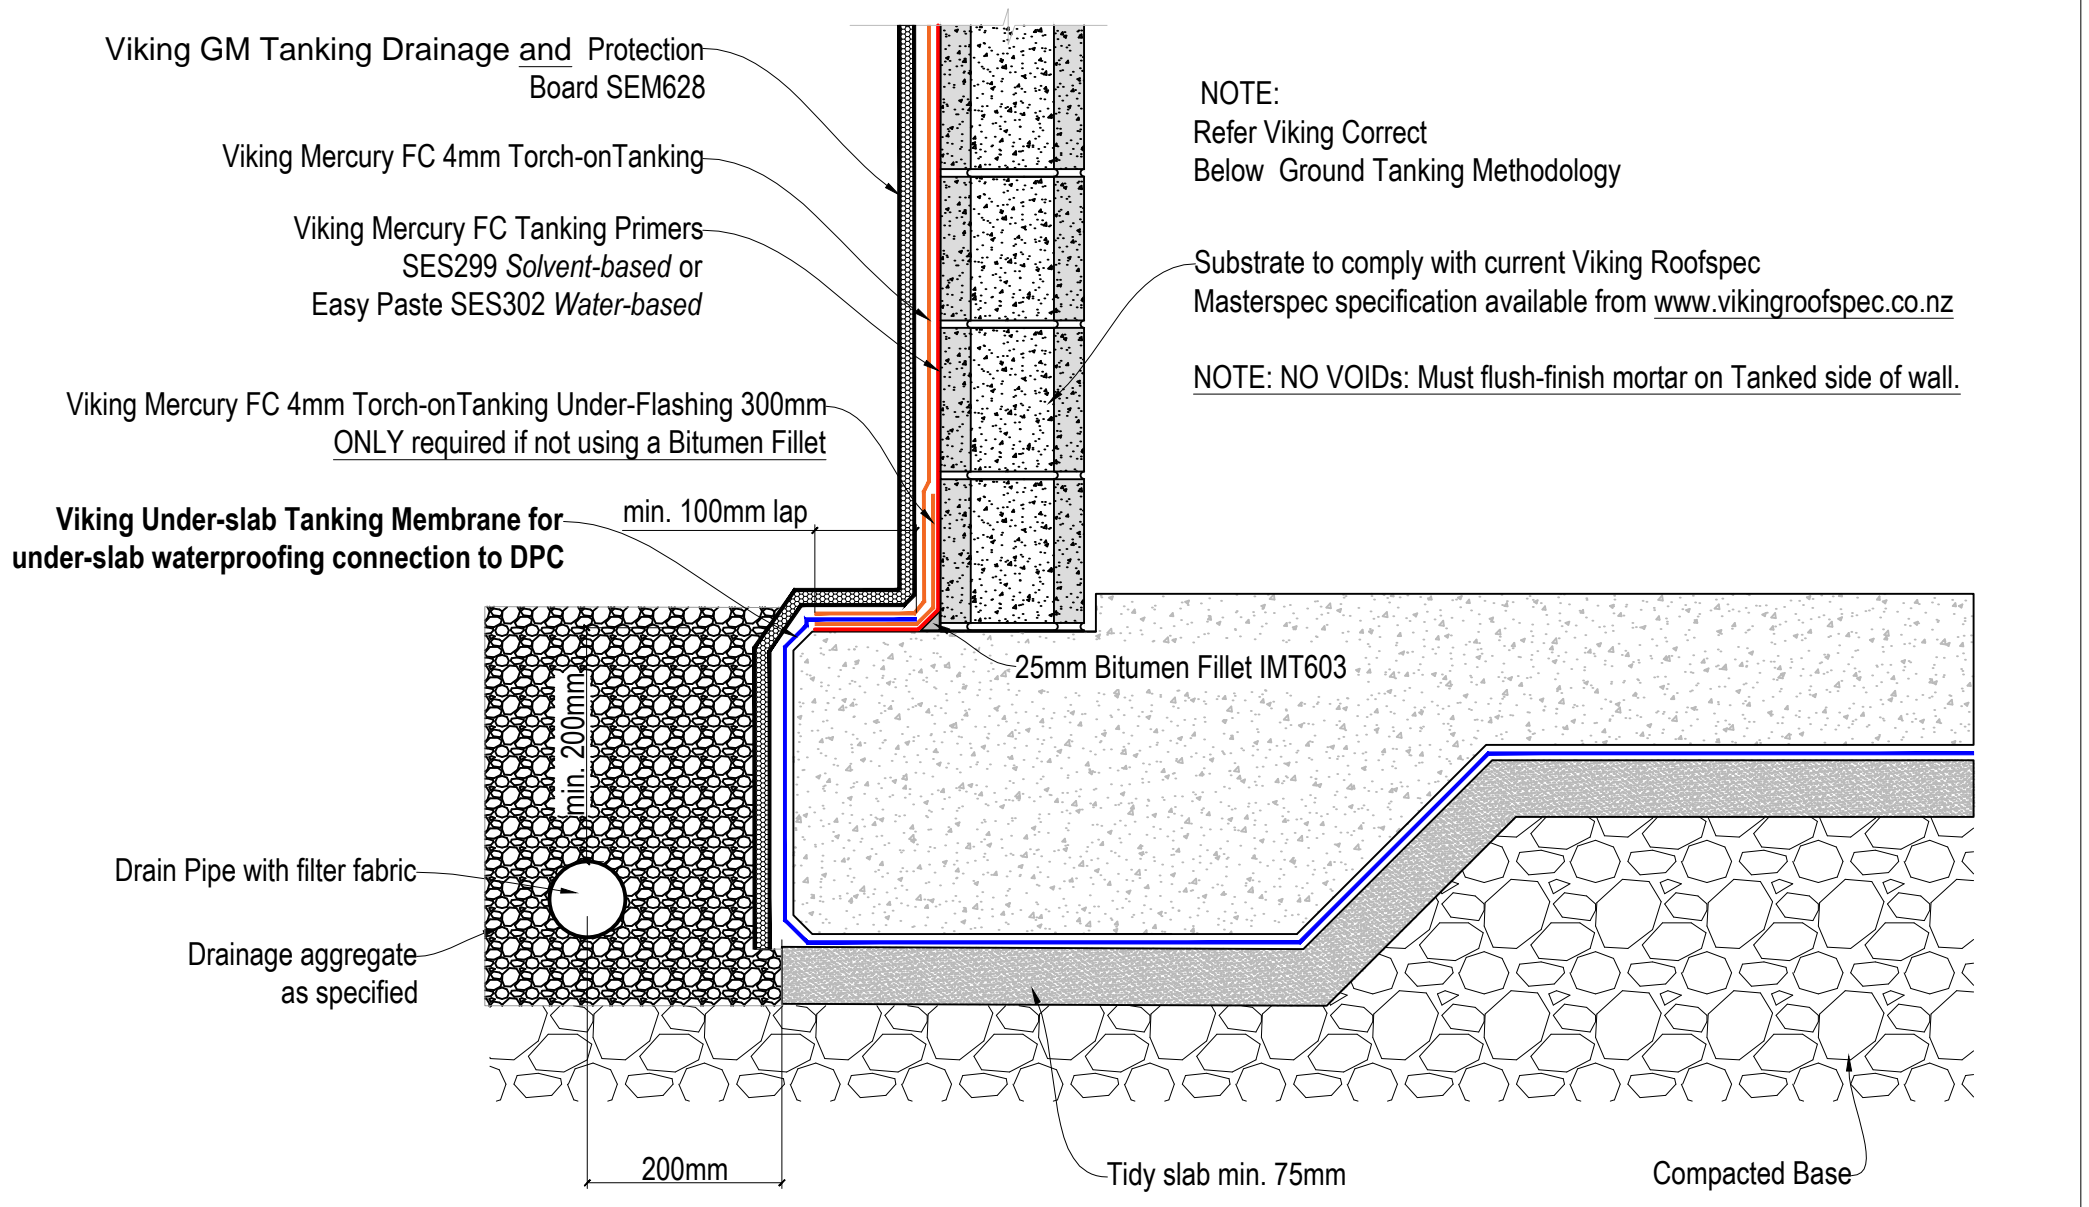 Viking GM Tanking Drainage and Protection
Board SEM628
Viking Mercury FC 4mm Torch-onTanking
Viking Mercury FC Tanking Primers
SES299 Solvent-based or
Easy Paste SES302 Water-based
Viking Mercury FC 4mm Torch-onTanking Under-Flashing 300mm
ONLY required if not using a Bitumen Fillet
Viking Under-slab Tanking Membrane for
under-slab waterproofing connection to DPC
min. 100mm lap
NOTE:
Refer Viking Correct
Below Ground Tanking Methodology
Substrate to comply with current Viking Roofspec
Masterspec specification available from www.vikingroofspec.co.nz
NOTE: NO VOIDs: Must flush-finish mortar on Tanked side of wall.
25mm Bitumen Fillet IMT603
min. 200mm
Drain Pipe with filter fabric
Drainage aggregate
as specified
200mm
Tidy slab min. 75mm
Compacted Base